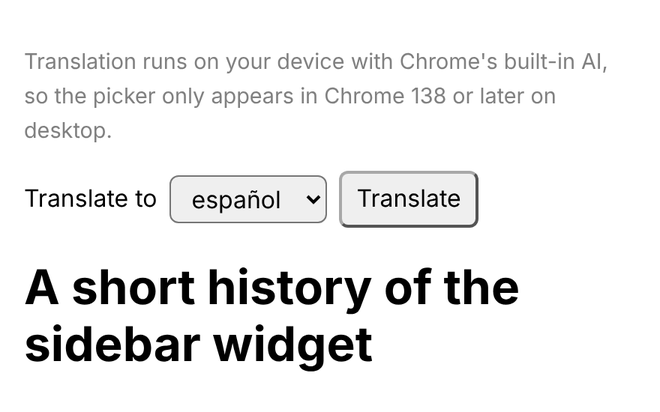 Translation runs on your device with Chrome's built-in AI,
so the picker only appears in Chrome 138 or later on
desktop.
Translate to español Translate
A short history of the
sidebar widget